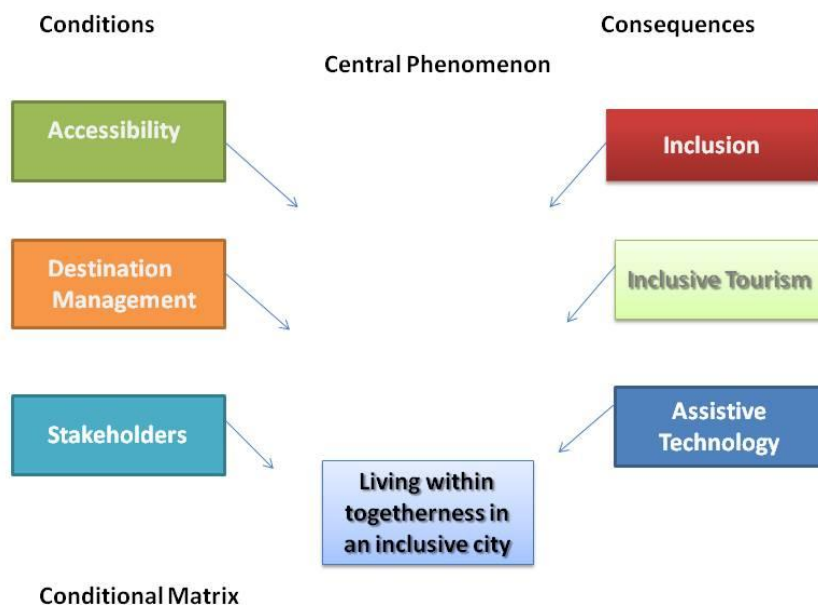 Conditions
Consequences
Central Phenomenon
Accessibility
Inclusion
Destination
Management
Inclusive Tourism
Stakeholders
Assistive
Technology
Living within
togetherness in
an inclusive city
Conditional Matrix